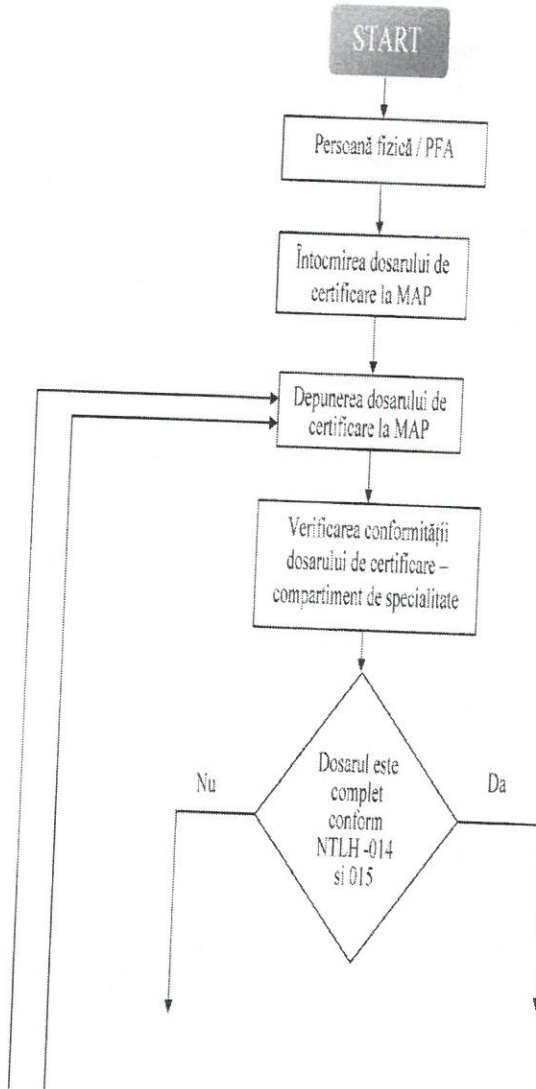 START
Persoană fizică / PFA
Întocmirea dosarului de
certificare la MAP
Depunerea dosarului de
certificare la MAP
Verificarea conformității
dosarului de certificare –
compartiment de specialitate
Nu
Dosarul este
complet
conform
NTLH -014
si 015
Da